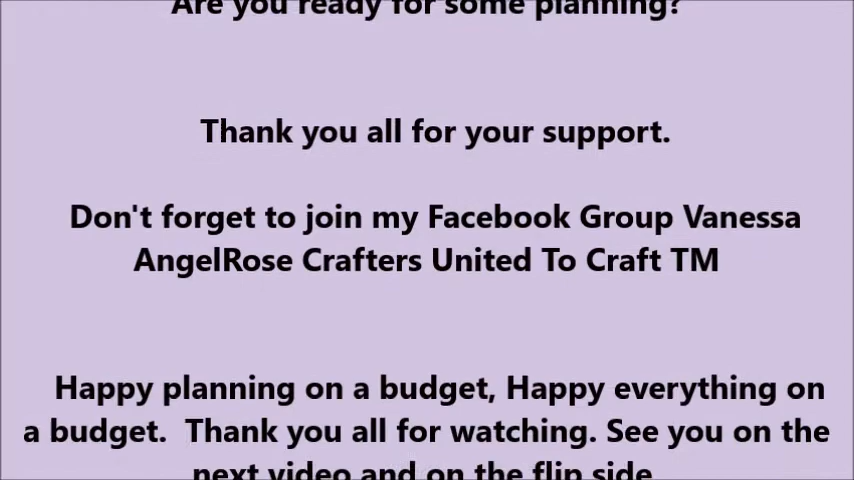 Are you ready for some planning?
Thank you all for your support.
Don't forget to join my Facebook Group Vanessa
AngelRose Crafters United To Craft TM
Happy planning on a budget, Happy everything on
a budget.  Thank you all for watching. See you on the
next video and on the flip side